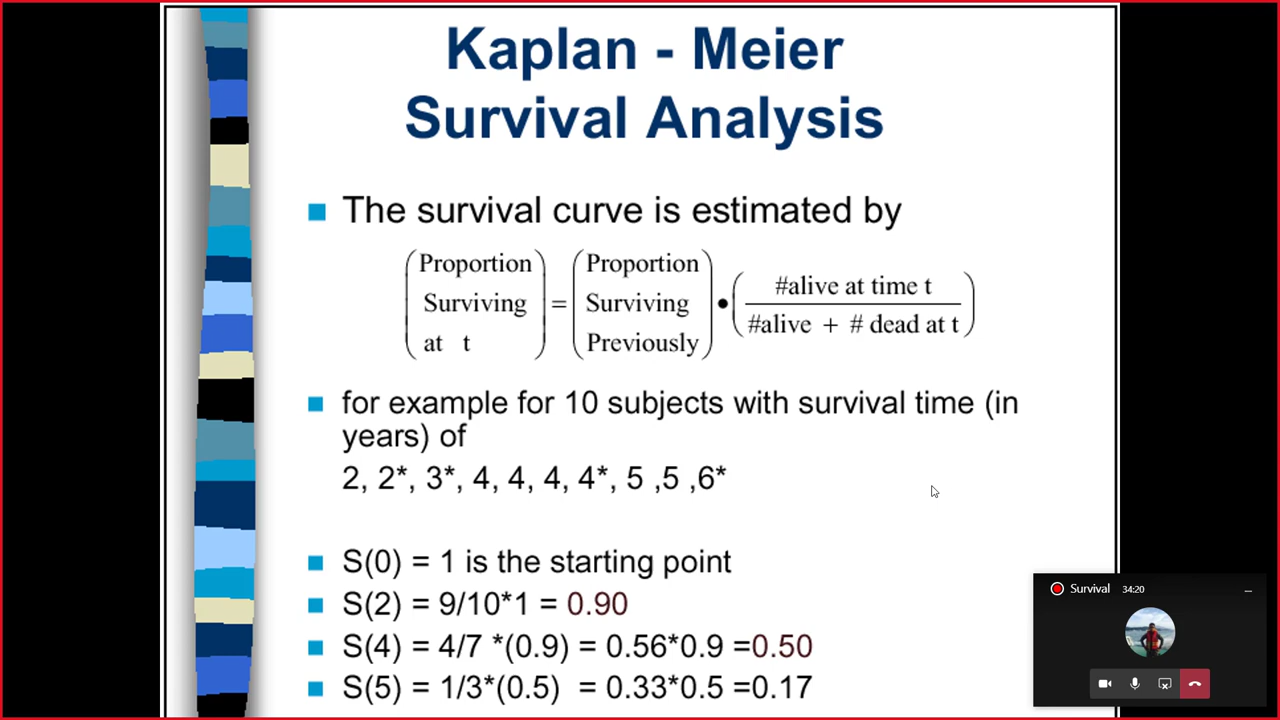 Kaplan - Meier
Survival Analysis
The survival curve is estimated by
Proportion Surviving at t = Proportion Surviving Previously • #alive at time t / #alive + # dead at t
for example for 10 subjects with survival time (in
years) of
2, 2*, 3*, 4, 4, 4, 4*, 5 ,5 ,6*
S(0) = 1 is the starting point
S(2) = 9/10*1 = 0.90
S(4) = 4/7 *(0.9) = 0.56*0.9 =0.50
S(5) = 1/3*(0.5) = 0.33*0.5 =0.17
Survival 34:20